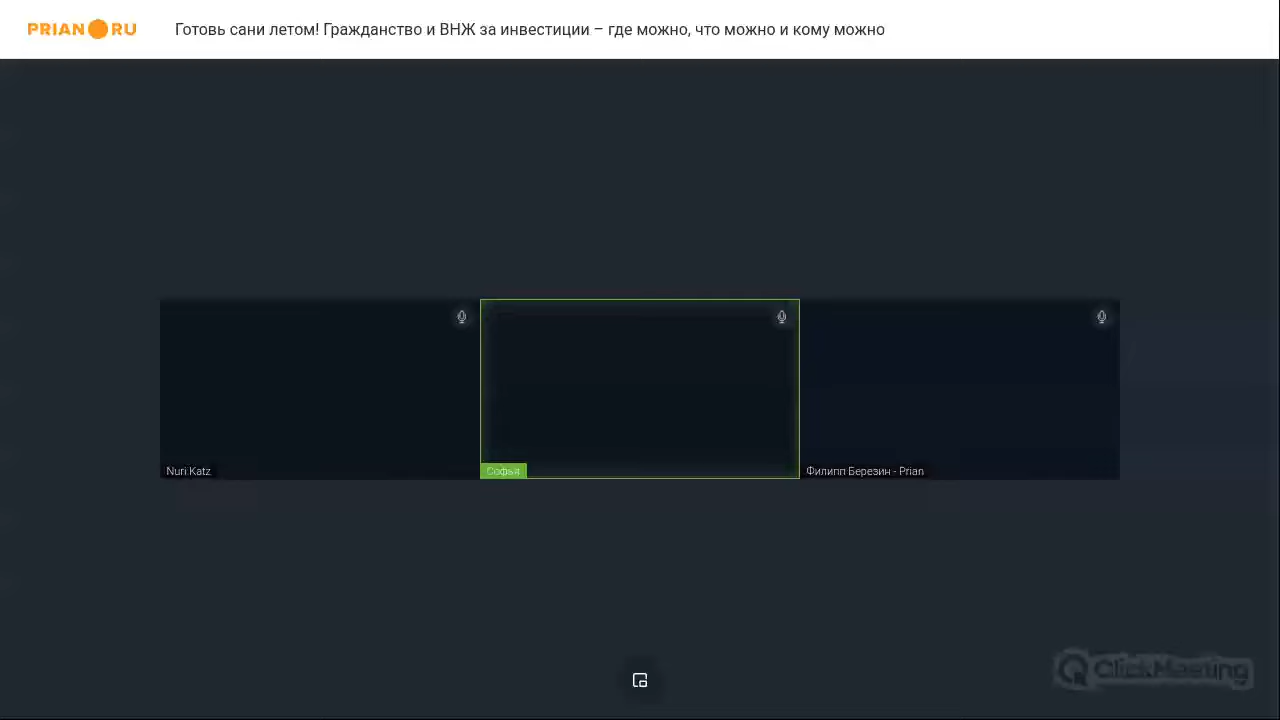 PRIAN RU
Готовь сани летом! Гражданство и ВНЖ за инвестиции – где можно, что можно и кому можно
Nuri Katz
Софья
Филипп Березин - Prian
ClickMeeting